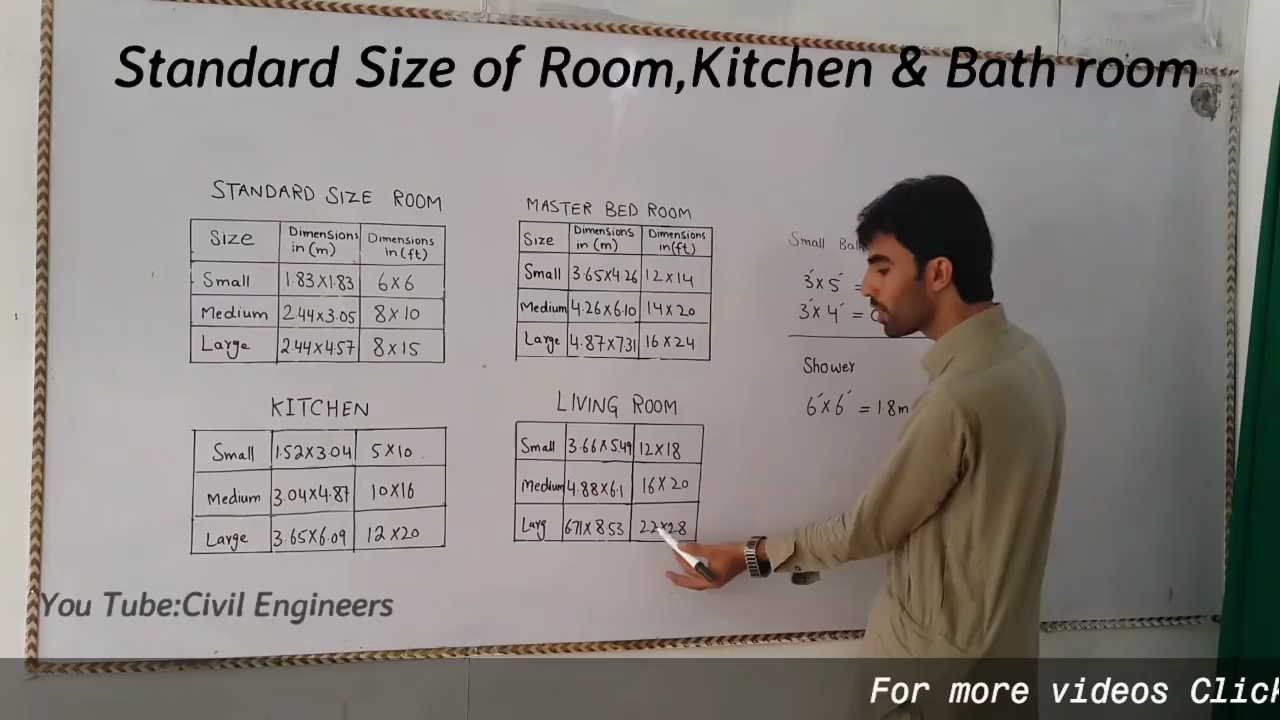 Standard Size of Room,Kitchen & Bath room
STANDARD SIZE ROOM
Size Dimensions in (m) Dimensions in (ft)
Small 1.83X1.83 6X6
Medium 2.44X3.05 8X10
Large 2.44X4.57 8X15
MASTER BED ROOM
Size Dimensions in (m) Dimensions in(ft)
Small 3.65X4.26 12X14
Medium 4.26X6.10 14X20
Large 4.87X7.31 16X24
KITCHEN
Small 1.52X3.04 5X10
Medium 3.04X4.87 10X16
Large 3.65X6.09 12X20
LIVING ROOM
Small 3.66X5.49 12X18
Medium 4.88X6.1 16X20
Larg 671X8.53 22X28
Small
3'X5' =
3'X4' =
Shower
6'X6' = 1.8m
You Tube:Civil Engineers
For more videos Click